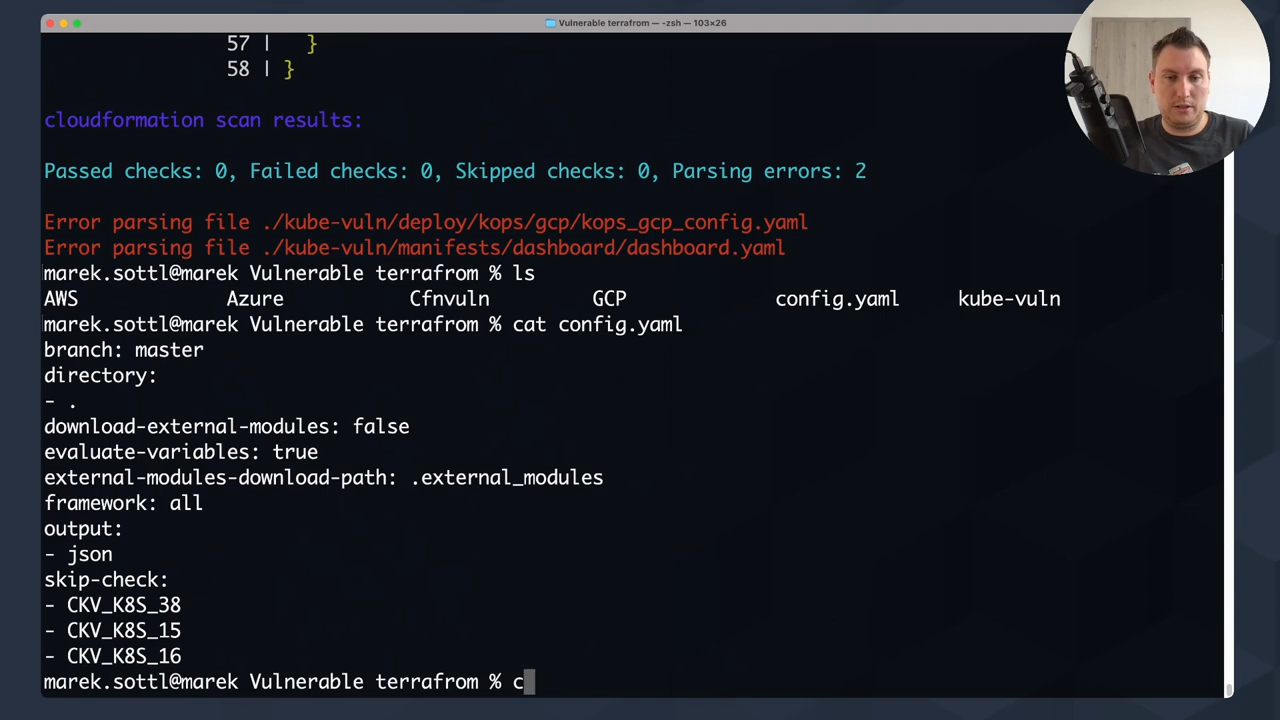 Vulnerable terrafrom — -zsh — 103×26
57 |   }
58 | }
cloudformation scan results:
Passed checks: 0, Failed checks: 0, Skipped checks: 0, Parsing errors: 2
Error parsing file ./kube-vuln/deploy/kops/gcp/kops_gcp_config.yaml
Error parsing file ./kube-vuln/manifests/dashboard/dashboard.yaml
marek.sottl@marek Vulnerable terrafrom % ls
AWS Azure Cfnvuln GCP config.yaml kube-vuln
marek.sottl@marek Vulnerable terrafrom % cat config.yaml
branch: master
directory:
- .
download-external-modules: false
evaluate-variables: true
external-modules-download-path: .external_modules
framework: all
output:
- json
skip-check:
- CKV_K8S_38
- CKV_K8S_15
- CKV_K8S_16
marek.sottl@marek Vulnerable terrafrom % c